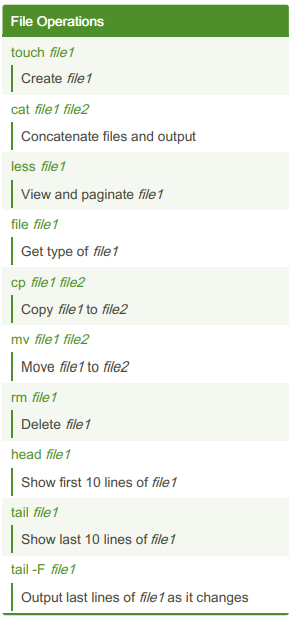 File Operations
touch file1
Create file1
cat file1 file2
Concatenate files and output
less file1
View and paginate file1
file file1
Get type of file1
cp file1 file2
Copy file1 to file2
mv file1 file2
Move file1 to file2
rm file1
Delete file1
head file1
Show first 10 lines of file1
tail file1
Show last 10 lines of file1
tail -F file1
Output last lines of file1 as it changes